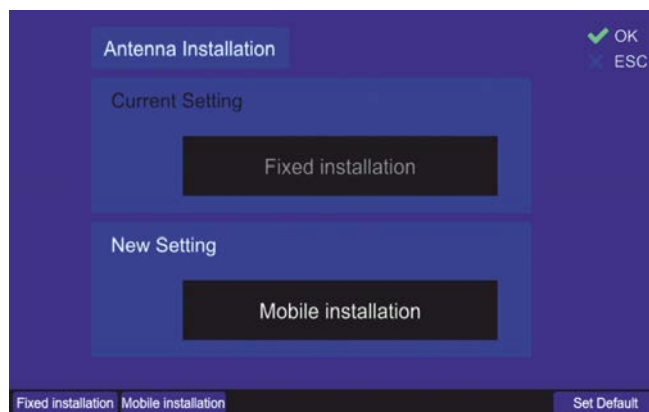 Antenna Installation
OK
ESC
Current Setting
Fixed installation
New Setting
Mobile installation
Fixed installation Mobile installation Set Default